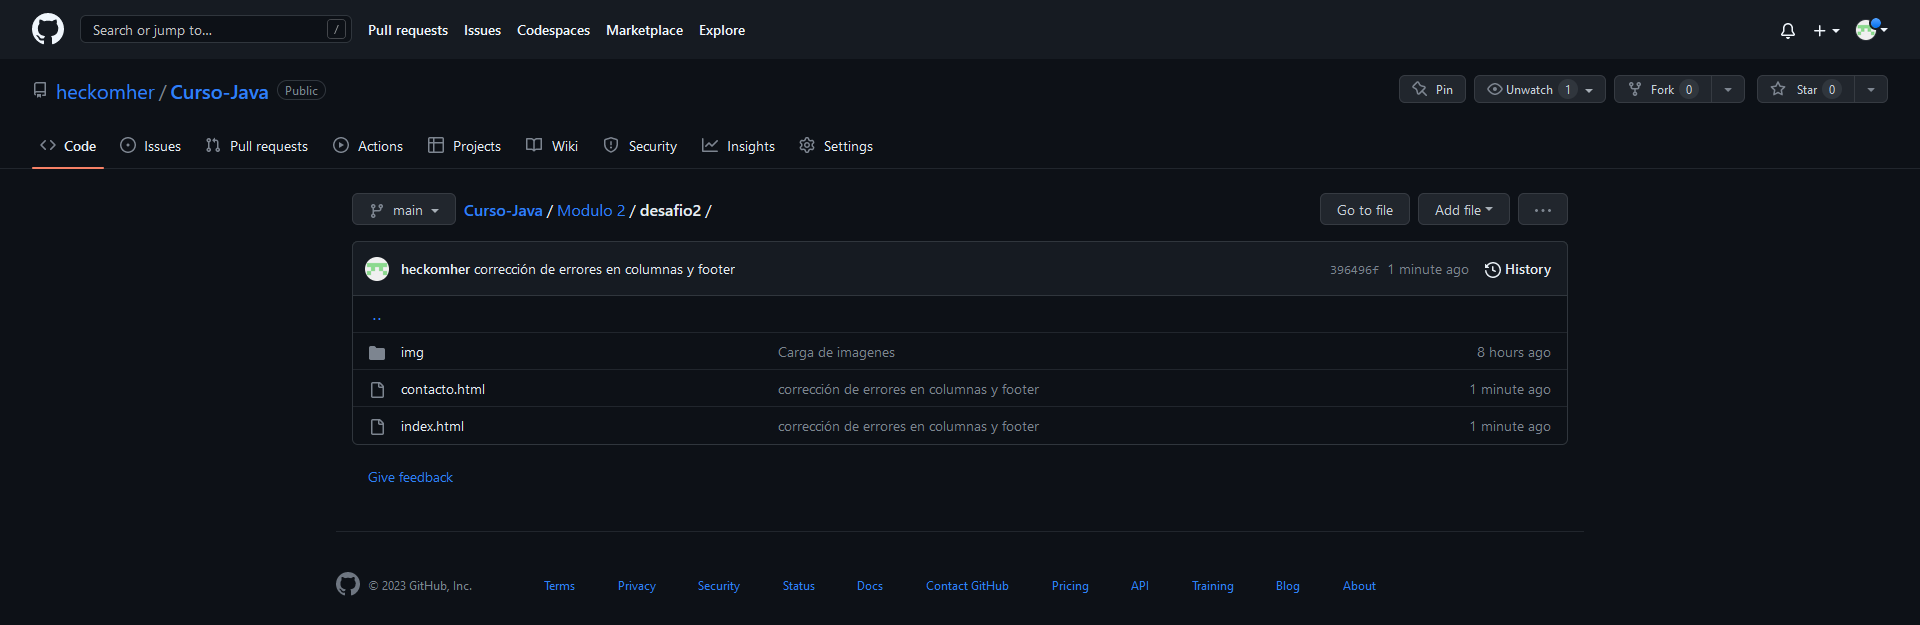 Search or jump to... / Pull requests Issues Codespaces Marketplace Explore
heckomher / Curso-Java Public Pin Unwatch 1 Fork 0 Star 0
Code Issues Pull requests Actions Projects Wiki Security Insights Settings
main Curso-Java / Modulo 2 / desafio2 / Go to file Add file ...
heckomher corrección de errores en columnas y footer 396496f 1 minute ago History
..
img Carga de imagenes 8 hours ago
contacto.html corrección de errores en columnas y footer 1 minute ago
index.html corrección de errores en columnas y footer 1 minute ago
Give feedback
© 2023 GitHub, Inc. Terms Privacy Security Status Docs Contact GitHub Pricing API Training Blog About